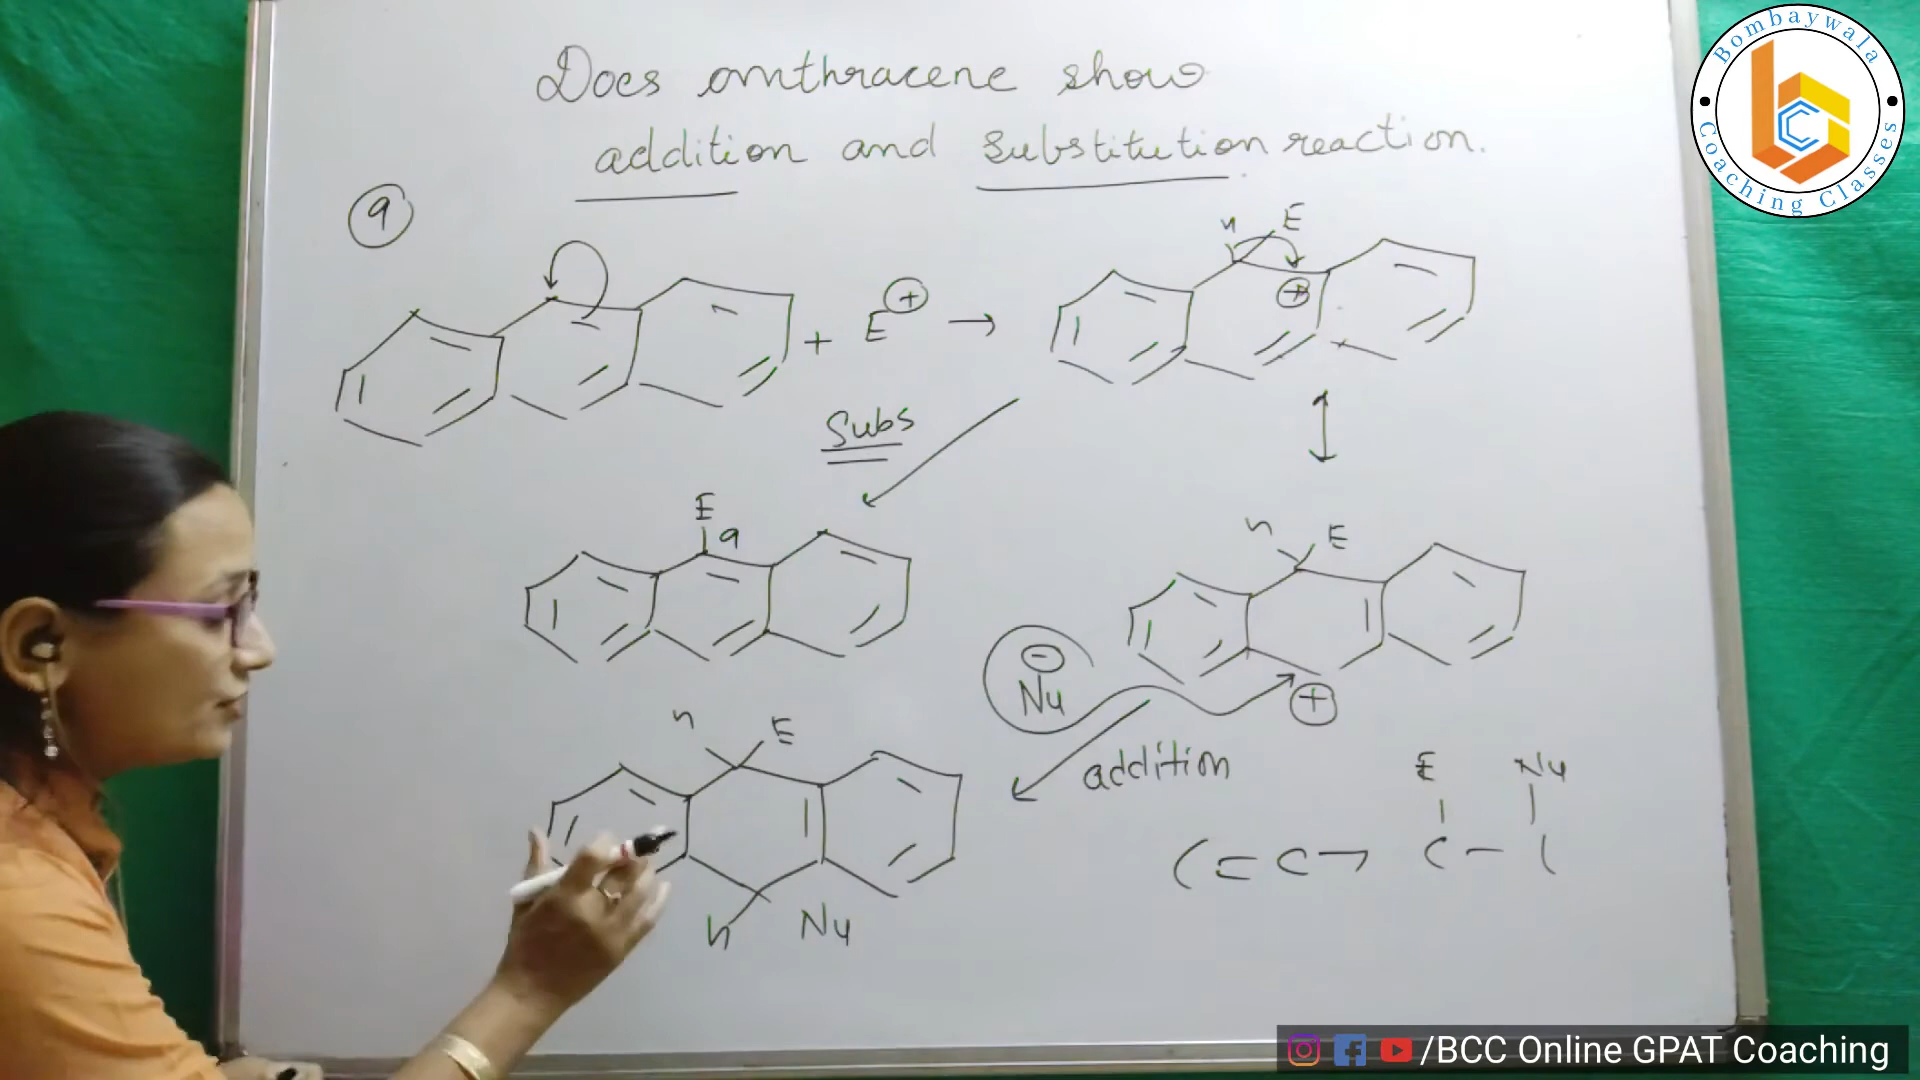 Does anthracene show
addition and substitution reaction.
9
H E
+ E + →
+
Subs
E
9
H E
⊖
Nu
+
H E
addition
E Nu
C = C → C - C
H Nu
Bombaywala
Coaching Classes
/BCC Online GPAT Coaching